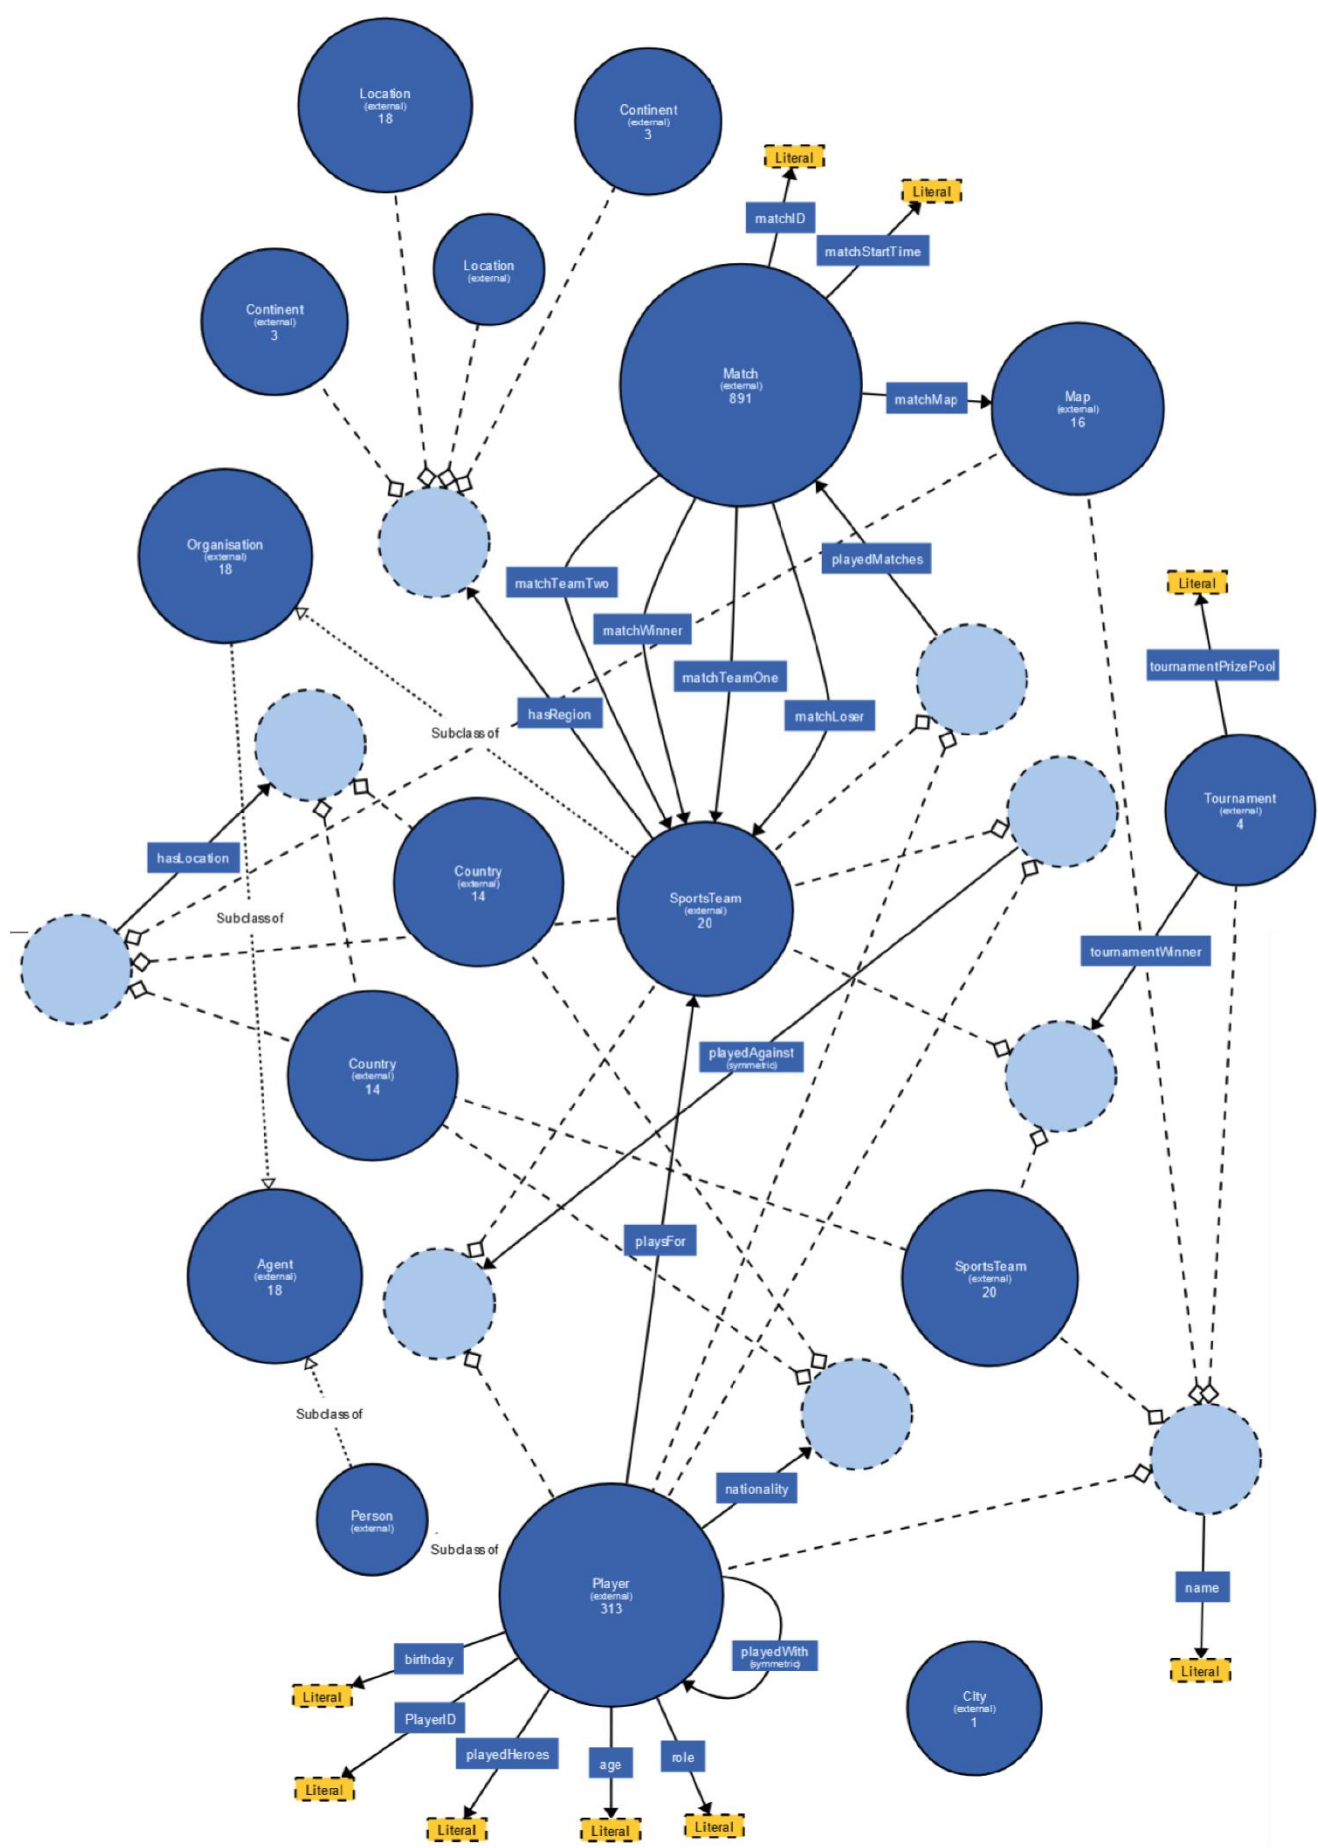 Location
(external)
18
Continent
(external)
3
Literal
Literal
matchID
matchStartTime
Location
(external)
Continent
(external)
3
Match
(external)
891
matchMap
Map
(external)
16
Organisation
(external)
18
playedMatches
matchTeamTwo
Literal
matchWinner
tournamentPrizePool
matchTeamOne
hasRegion
matchLoser
Subclass of
Tournament
(external)
4
hasLocation
Country
(external)
14
SportsTeam
(external)
20
Subclass of
tournamentWinner
playedAgainst
(symmetric)
Country
(external)
14
playsFor
Agent
(external)
18
SportsTeam
(external)
20
Subclass of
nationality
Person
(external)
Subclass of
Player
(external)
313
name
playedWith
(symmetric)
birthday
Literal
Literal
PlayerID
City
(external)
1
playedHeroes
age
role
Literal
Literal
Literal
Literal